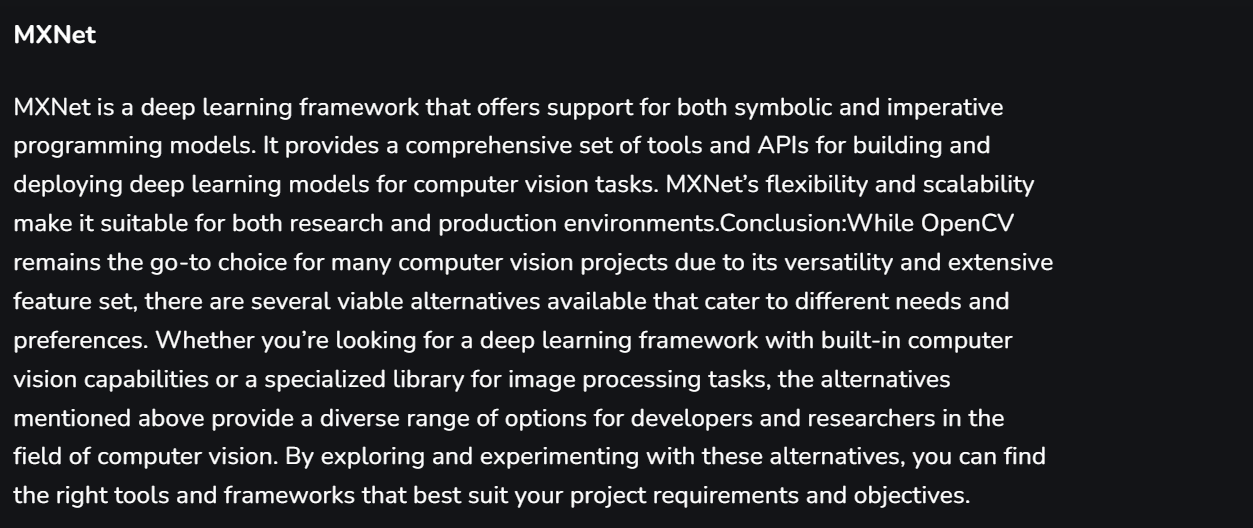 MXNet
MXNet is a deep learning framework that offers support for both symbolic and imperative
programming models. It provides a comprehensive set of tools and APIs for building and
deploying deep learning models for computer vision tasks. MXNet’s flexibility and scalability
make it suitable for both research and production environments.Conclusion:While OpenCV
remains the go-to choice for many computer vision projects due to its versatility and extensive
feature set, there are several viable alternatives available that cater to different needs and
preferences. Whether you’re looking for a deep learning framework with built-in computer
vision capabilities or a specialized library for image processing tasks, the alternatives
mentioned above provide a diverse range of options for developers and researchers in the
field of computer vision. By exploring and experimenting with these alternatives, you can find
the right tools and frameworks that best suit your project requirements and objectives.